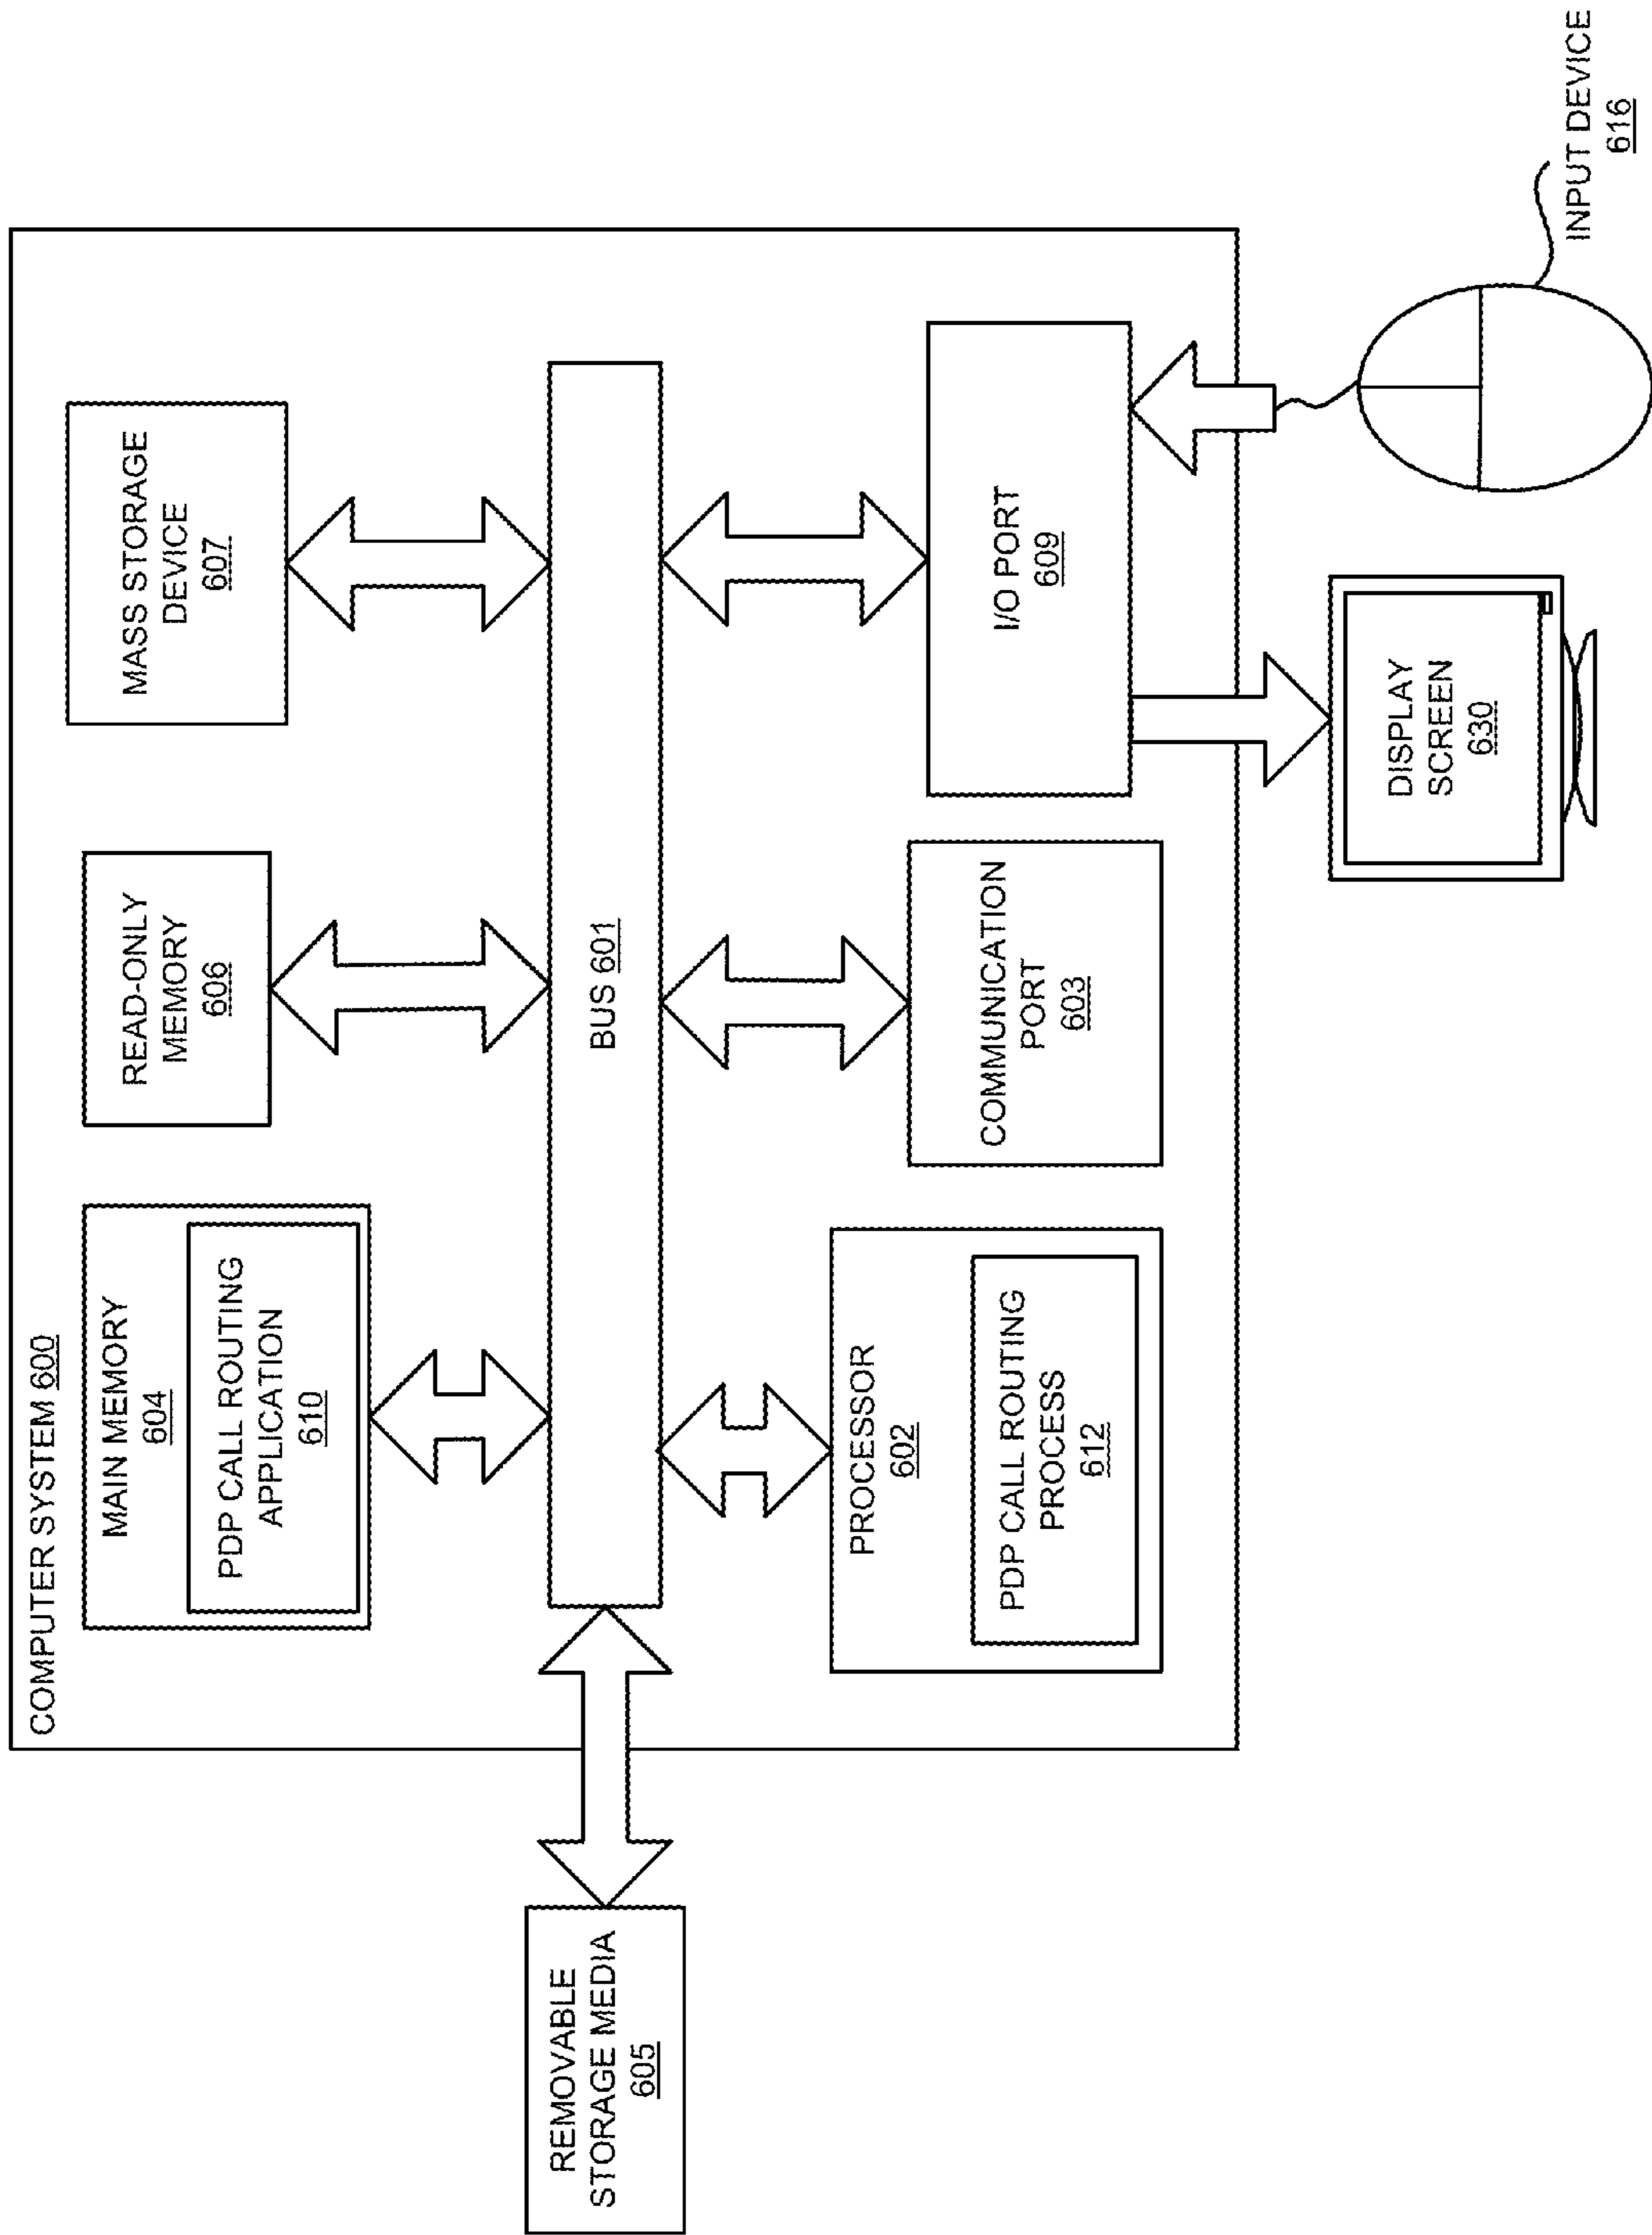 COMPUTER SYSTEM 600
MAIN MEMORY
604
PDP CALL ROUTING
APPLICATION
610
READ-ONLY
MEMORY
606
MASS STORAGE
DEVICE
607
REMOVABLE
STORAGE MEDIA
605
BUS 601
PROCESSOR
602
PDP CALL ROUTING
PROCESS
612
COMMUNICATION
PORT
603
I/O PORT
609
DISPLAY
SCREEN
630
INPUT DEVICE
616